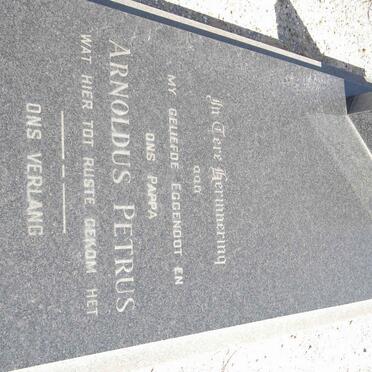 In Tere Herinnering
aan
MY GELIEFDE EGGENOOT EN
ONS PAPPA
ARNOLDUS PETRUS
WAT HIER TOT RUSTE GEKOM HET
ONS VERLANG